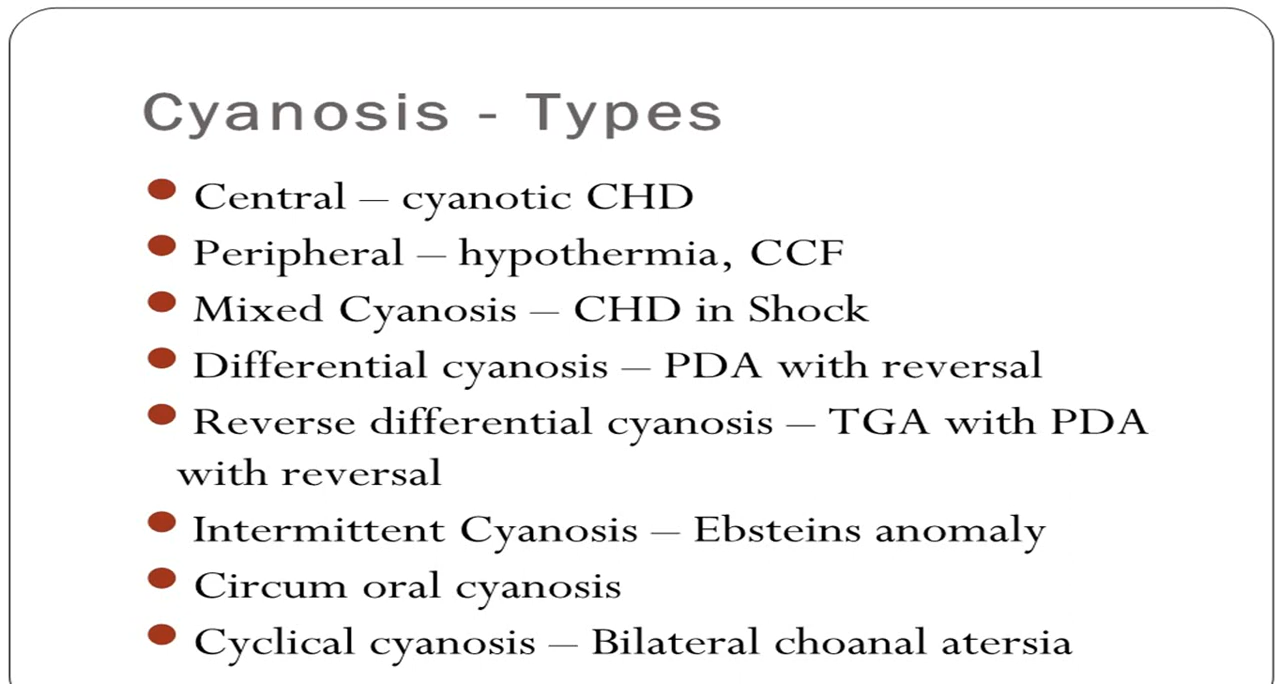 Cyanosis - Types
Central – cyanotic CHD
Peripheral – hypothermia, CCF
Mixed Cyanosis – CHD in Shock
Differential cyanosis – PDA with reversal
Reverse differential cyanosis – TGA with PDA
with reversal
Intermittent Cyanosis – Ebsteins anomaly
Circum oral cyanosis
Cyclical cyanosis – Bilateral choanal atersia